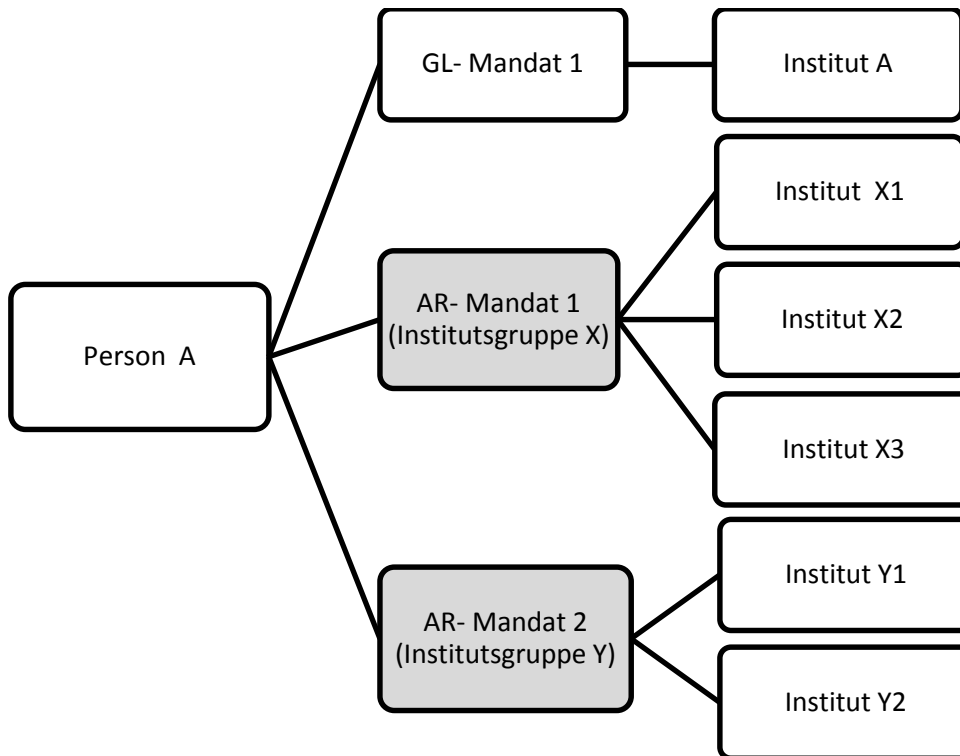 GL- Mandat 1
Institut A
Institut  X1
AR- Mandat 1
(Institutsgruppe X)
Institut X2
Person  A
Institut X3
Institut Y1
AR- Mandat 2
(Institutsgruppe Y)
Institut Y2